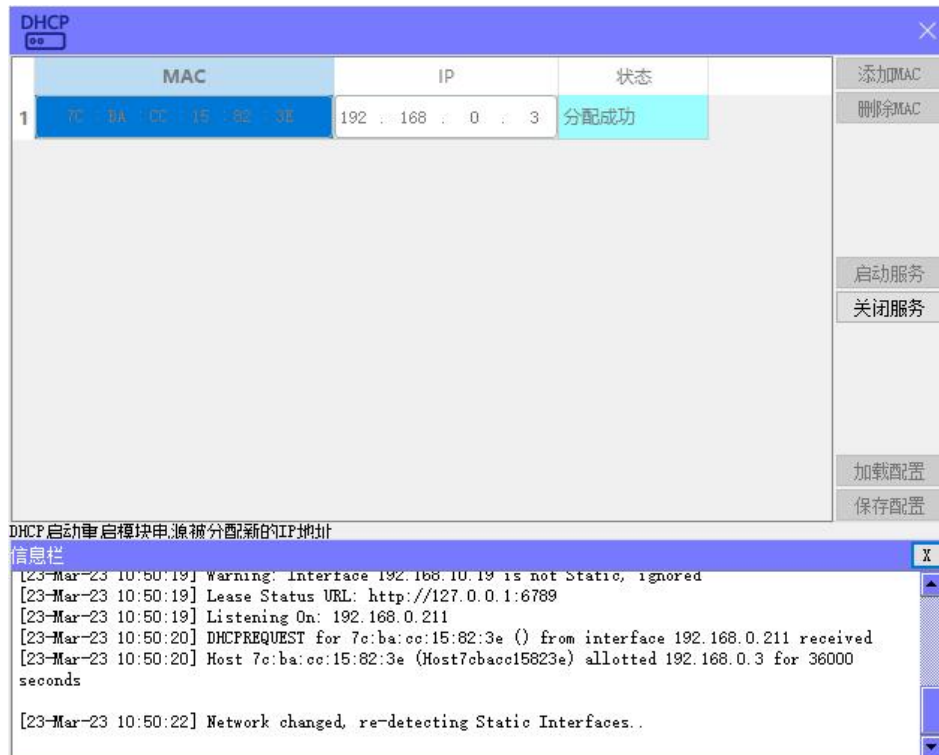 DHCP
MAC IP 状态
1 7C : BA : CC : 15 : 82 : 3E 192 . 168 . 0 . 3 分配成功
添加MAC
删除MAC
启动服务
关闭服务
加载配置
保存配置
DHCP启动重启模块电源被分配新的IP地址
信息栏 X
[23-Mar-23 10:50:19] Warning: Interface 192.168.10.19 is not Static, ignored
[23-Mar-23 10:50:19] Lease Status URL: http://127.0.0.1:6789
[23-Mar-23 10:50:19] Listening On: 192.168.0.211
[23-Mar-23 10:50:20] DHCPREQUEST for 7c:ba:cc:15:82:3e () from interface 192.168.0.211 received
[23-Mar-23 10:50:20] Host 7c:ba:cc:15:82:3e (Host7cbacc15823e) allotted 192.168.0.3 for 36000
seconds
[23-Mar-23 10:50:22] Network changed, re-detecting Static Interfaces..